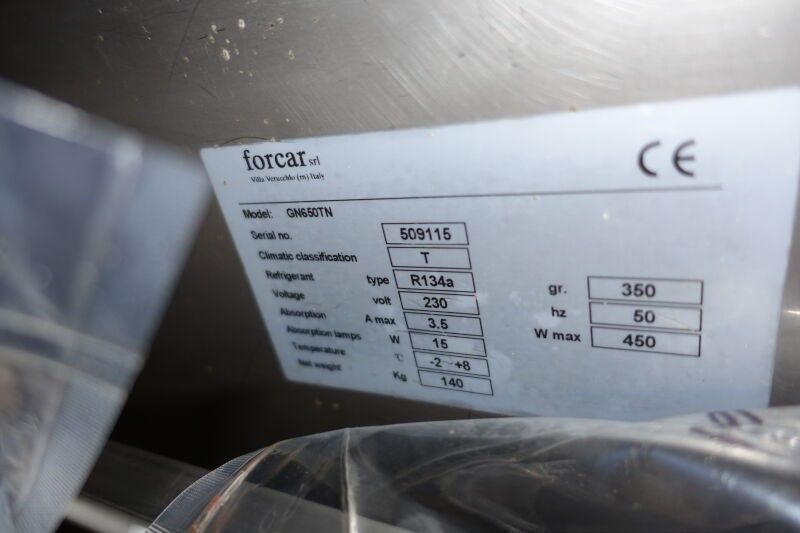 forcar srl
Villa Verucchio (rn) Italy
CE
Model: GN650TN
Serial no. 509115
Climatic classification T
Refrigerant type R134a gr. 350
Voltage volt 230 hz 50
Absorption A max 3.5 W max 450
Absorption lamps W 15
Temperature °C -2 +8
Net weight Kg 140